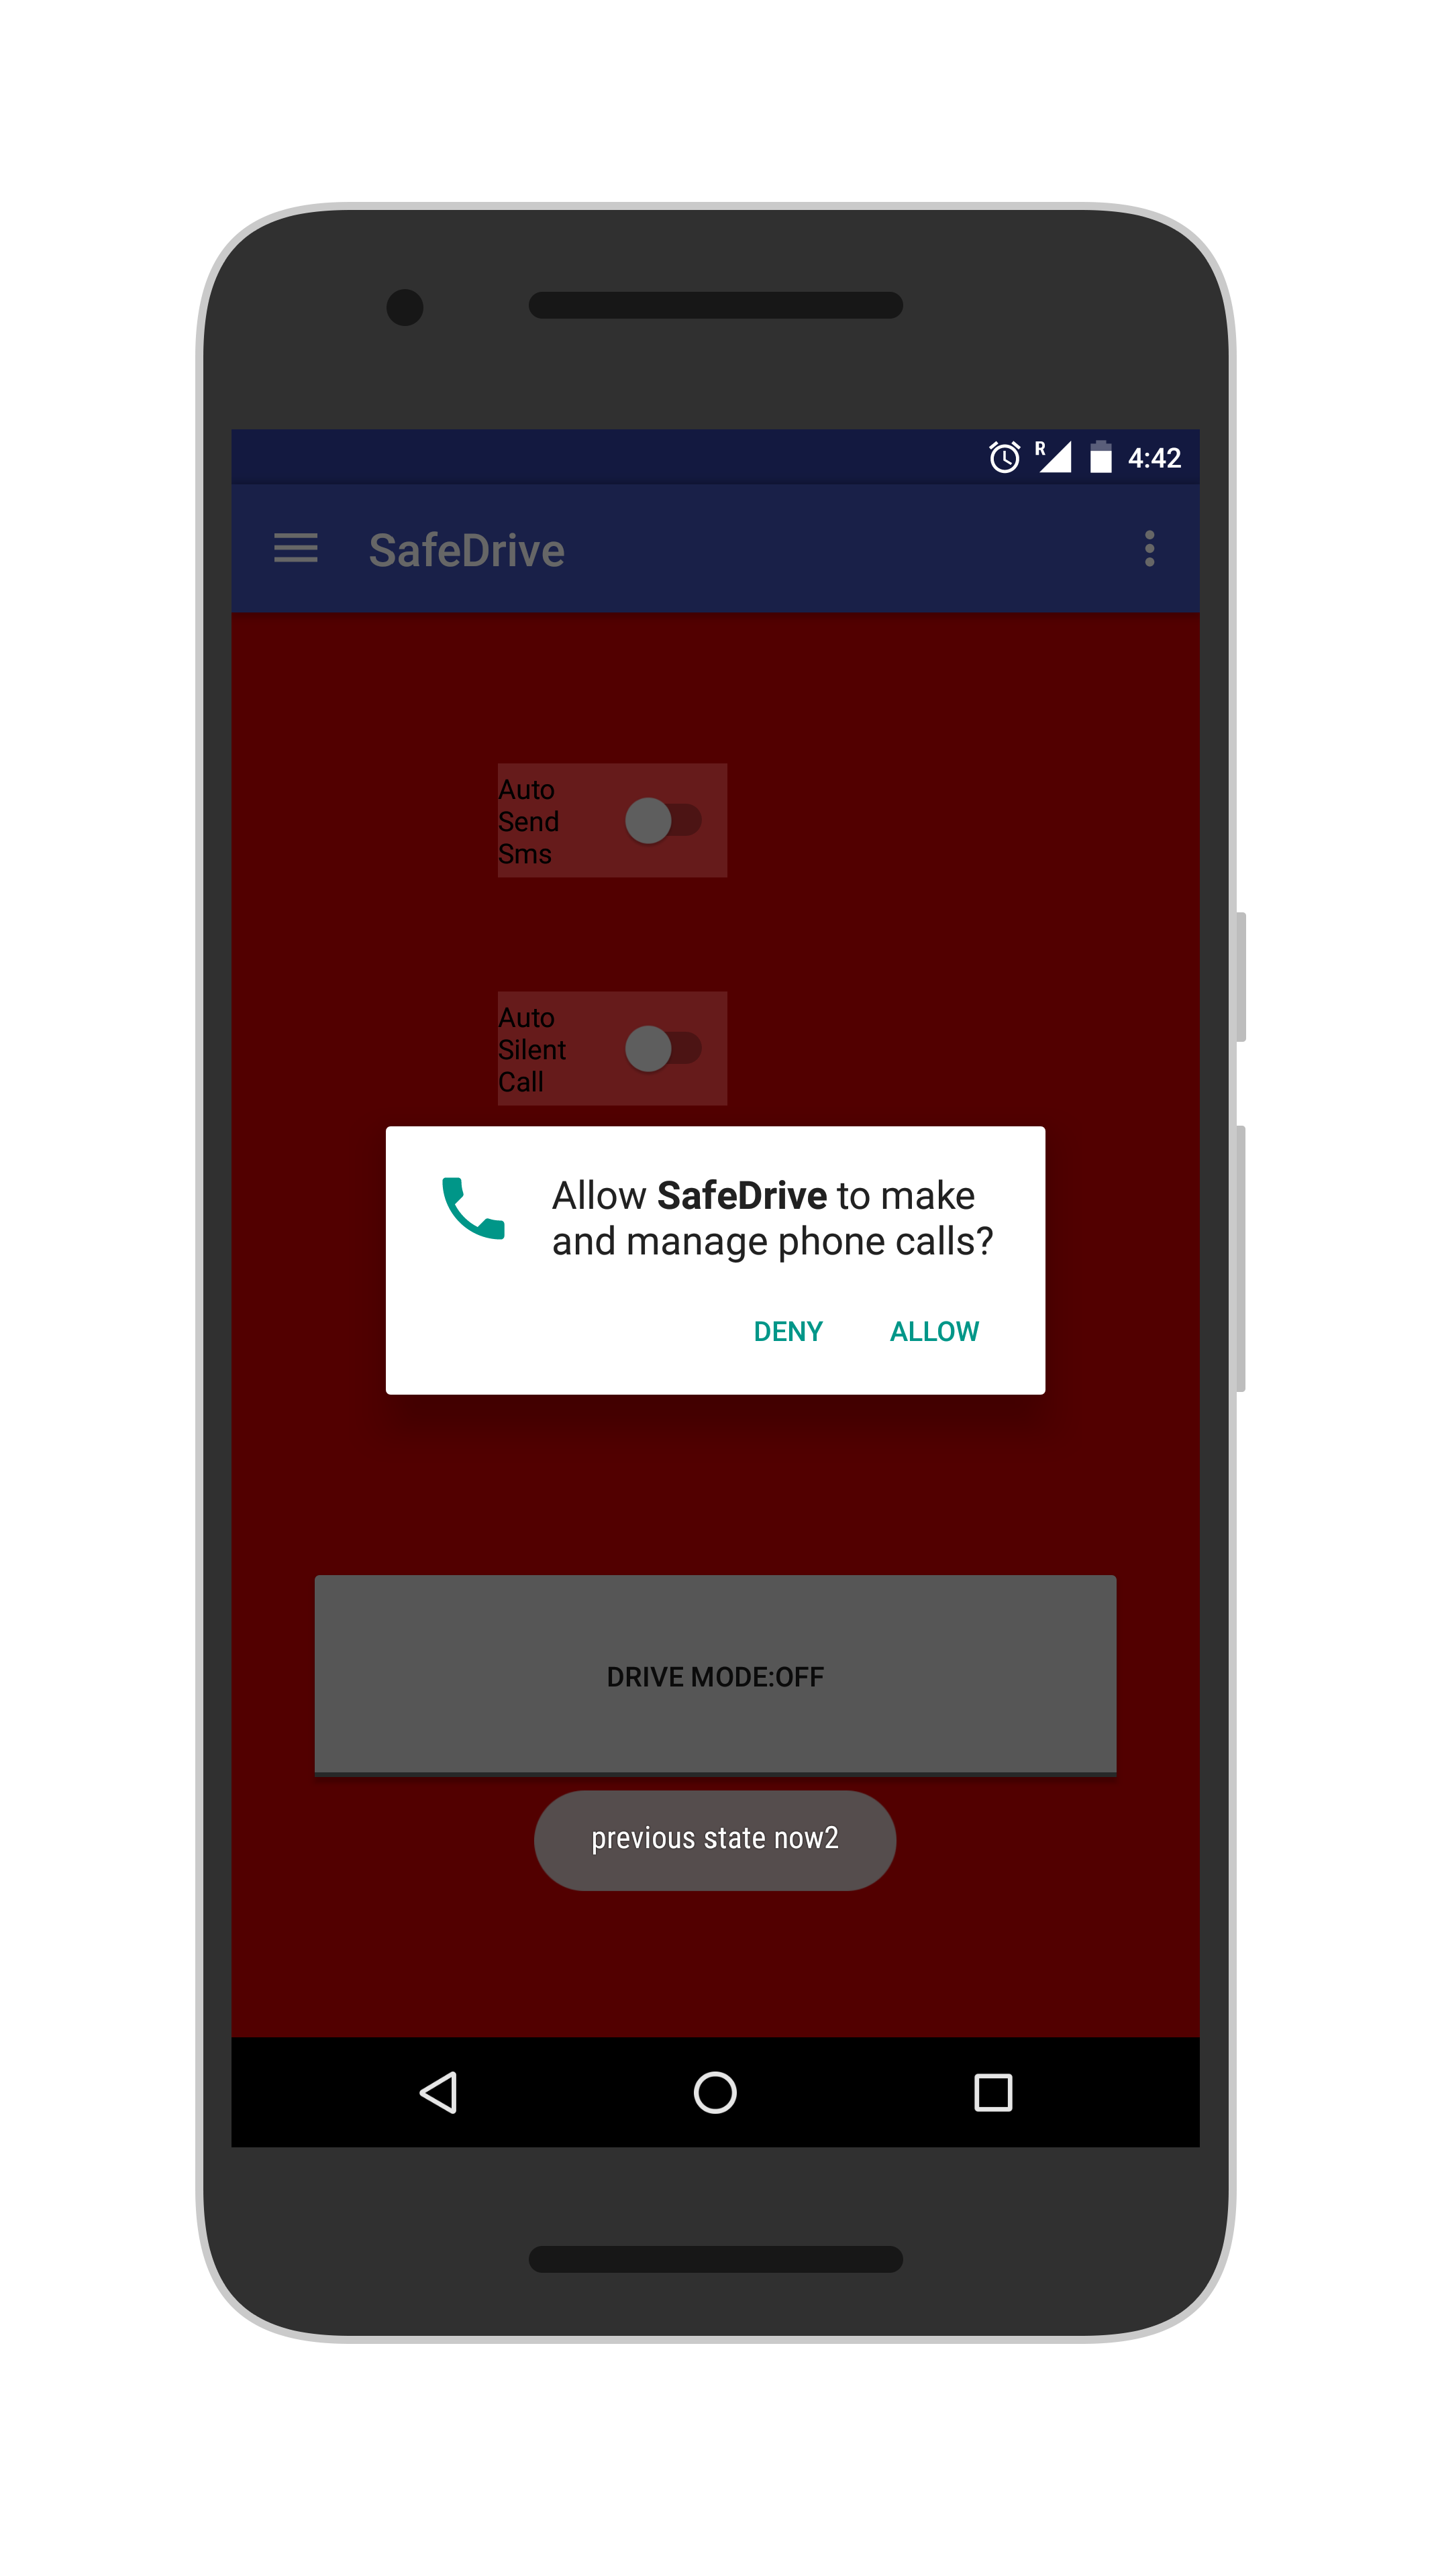 R
4:42
SafeDrive
Auto
Send
Sms
Auto
Silent
Call
Allow SafeDrive to make
and manage phone calls?
DENY ALLOW
DRIVE MODE:OFF
previous state now2